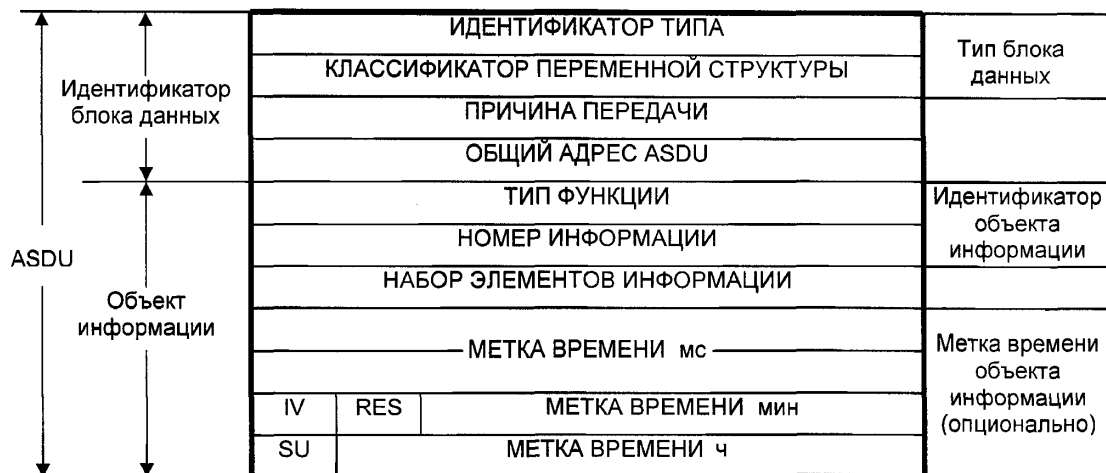 ИДЕНТИФИКАТОР ТИПА
КЛАССИФИКАТОР ПЕРЕМЕННОЙ СТРУКТУРЫ
Тип блока
данных
Идентификатор
блока данных
ПРИЧИНА ПЕРЕДАЧИ
ОБЩИЙ АДРЕС ASDU
ТИП ФУНКЦИИ
НОМЕР ИНФОРМАЦИИ
Идентификатор
объекта
информации
ASDU
НАБОР ЭЛЕМЕНТОВ ИНФОРМАЦИИ
Объект
информации
МЕТКА ВРЕМЕНИ мс
Метка времени
объекта
информации
(опционально)
IV RES МЕТКА ВРЕМЕНИ мин
SU МЕТКА ВРЕМЕНИ ч